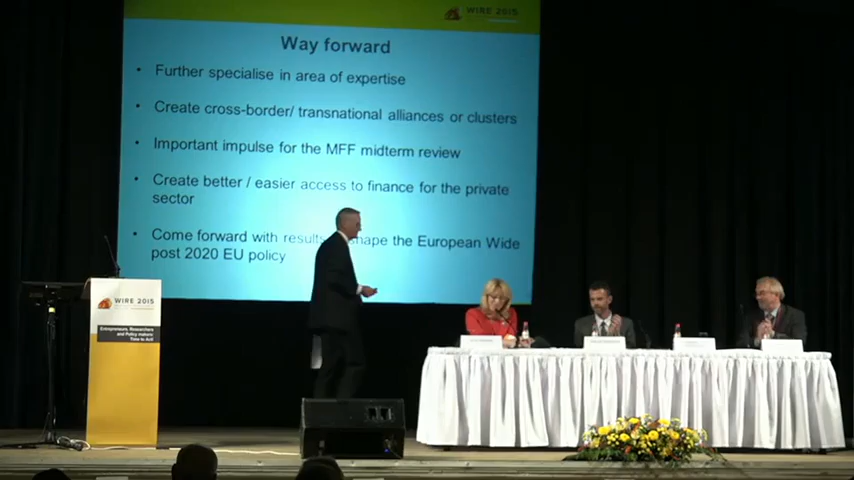 WIRE 2015
Way forward
• Further specialise in area of expertise
• Create cross-border/ transnational alliances or clusters
• Important impulse for the MFF midterm review
• Create better / easier access to finance for the private
sector
• Come forward with results shape the European Wide
post 2020 EU policy
WIRE 2015
Entrepreneurs, Researchers
and Policy makers:
Time to Act!